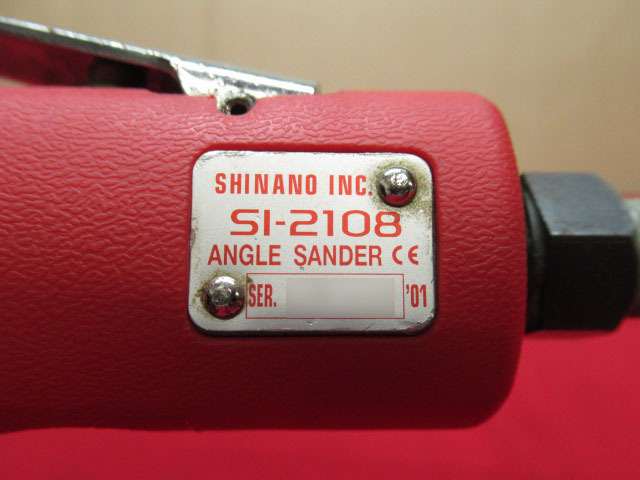 SHINANO INC.
SI-2108
ANGLE SANDER CE
SER. '01